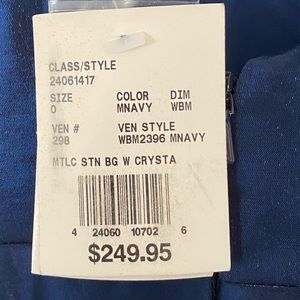 CLASS/STYLE
24061417
SIZE COLOR DIM
0 MNAVY WBM
VEN # VEN STYLE
298 WBM2396 MNAVY
MTLC STN BG W CRYSTA
4 24060 10702 6
$249.95